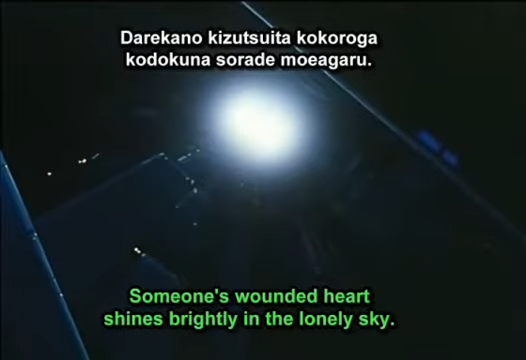 Darekano kizutsuita kokoroga
kodokuna sorade moeagaru.
Someone's wounded heart
shines brightly in the lonely sky.